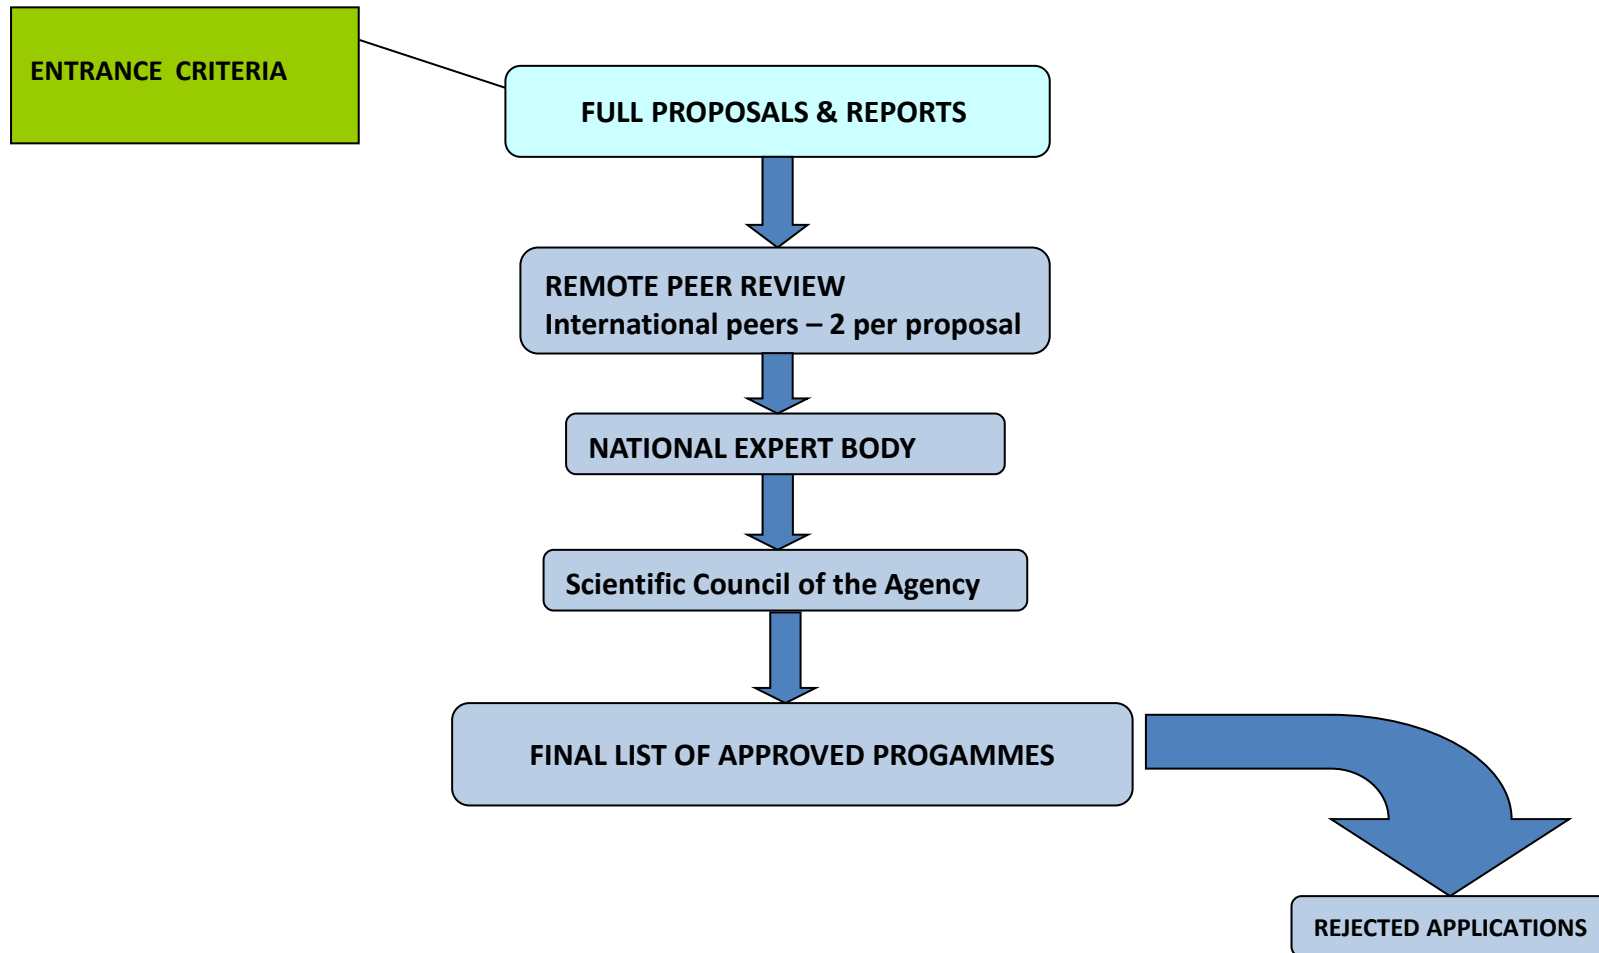 ENTRANCE CRITERIA
FULL PROPOSALS & REPORTS
REMOTE PEER REVIEW
International peers – 2 per proposal
NATIONAL EXPERT BODY
Scientific Council of the Agency
FINAL LIST OF APPROVED PROGAMMES
REJECTED APPLICATIONS